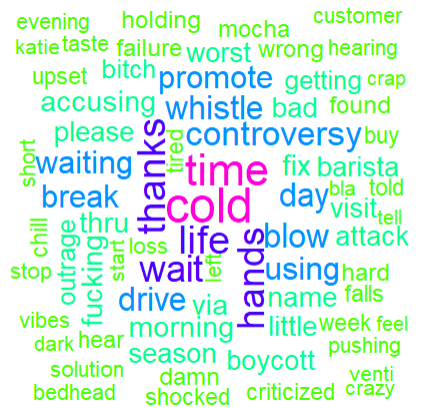 evening holding mocha customer
katie taste failure worst wrong hearing
upset bitch promote getting crap
accusing whistle bad found
please thanks tired controversy buy
short waiting time fix barista
break cold day bla told
visit tell
chill outrage thru life blow attack
fucking start loss left hands
stop wait using hard
drive via name falls
vibes morning little week feel
dark hear season boycott pushing
solution damn venti
bedhead shocked criticized crazy